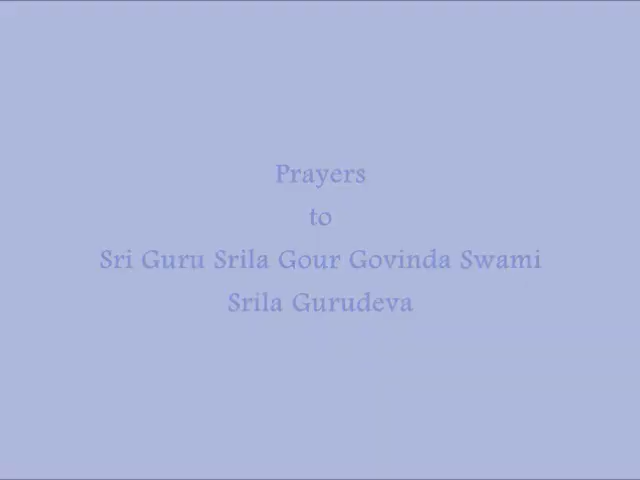 Prayers
to
Sri Guru Srila Gour Govinda Swami
Srila Gurudeva